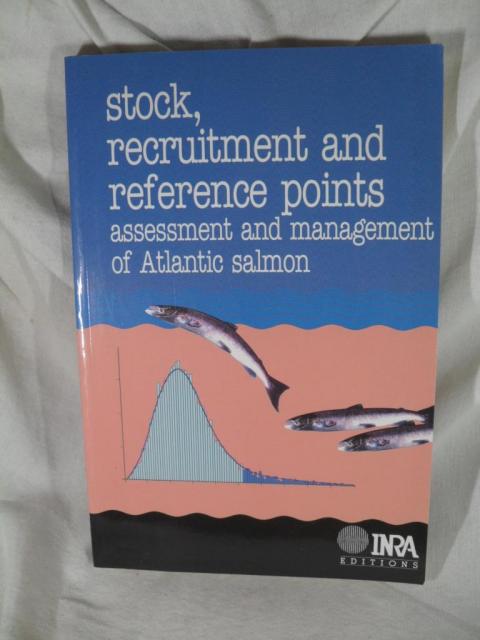 stock,
recruitment and
reference points
assessment and management
of Atlantic salmon
INRA
EDITIONS